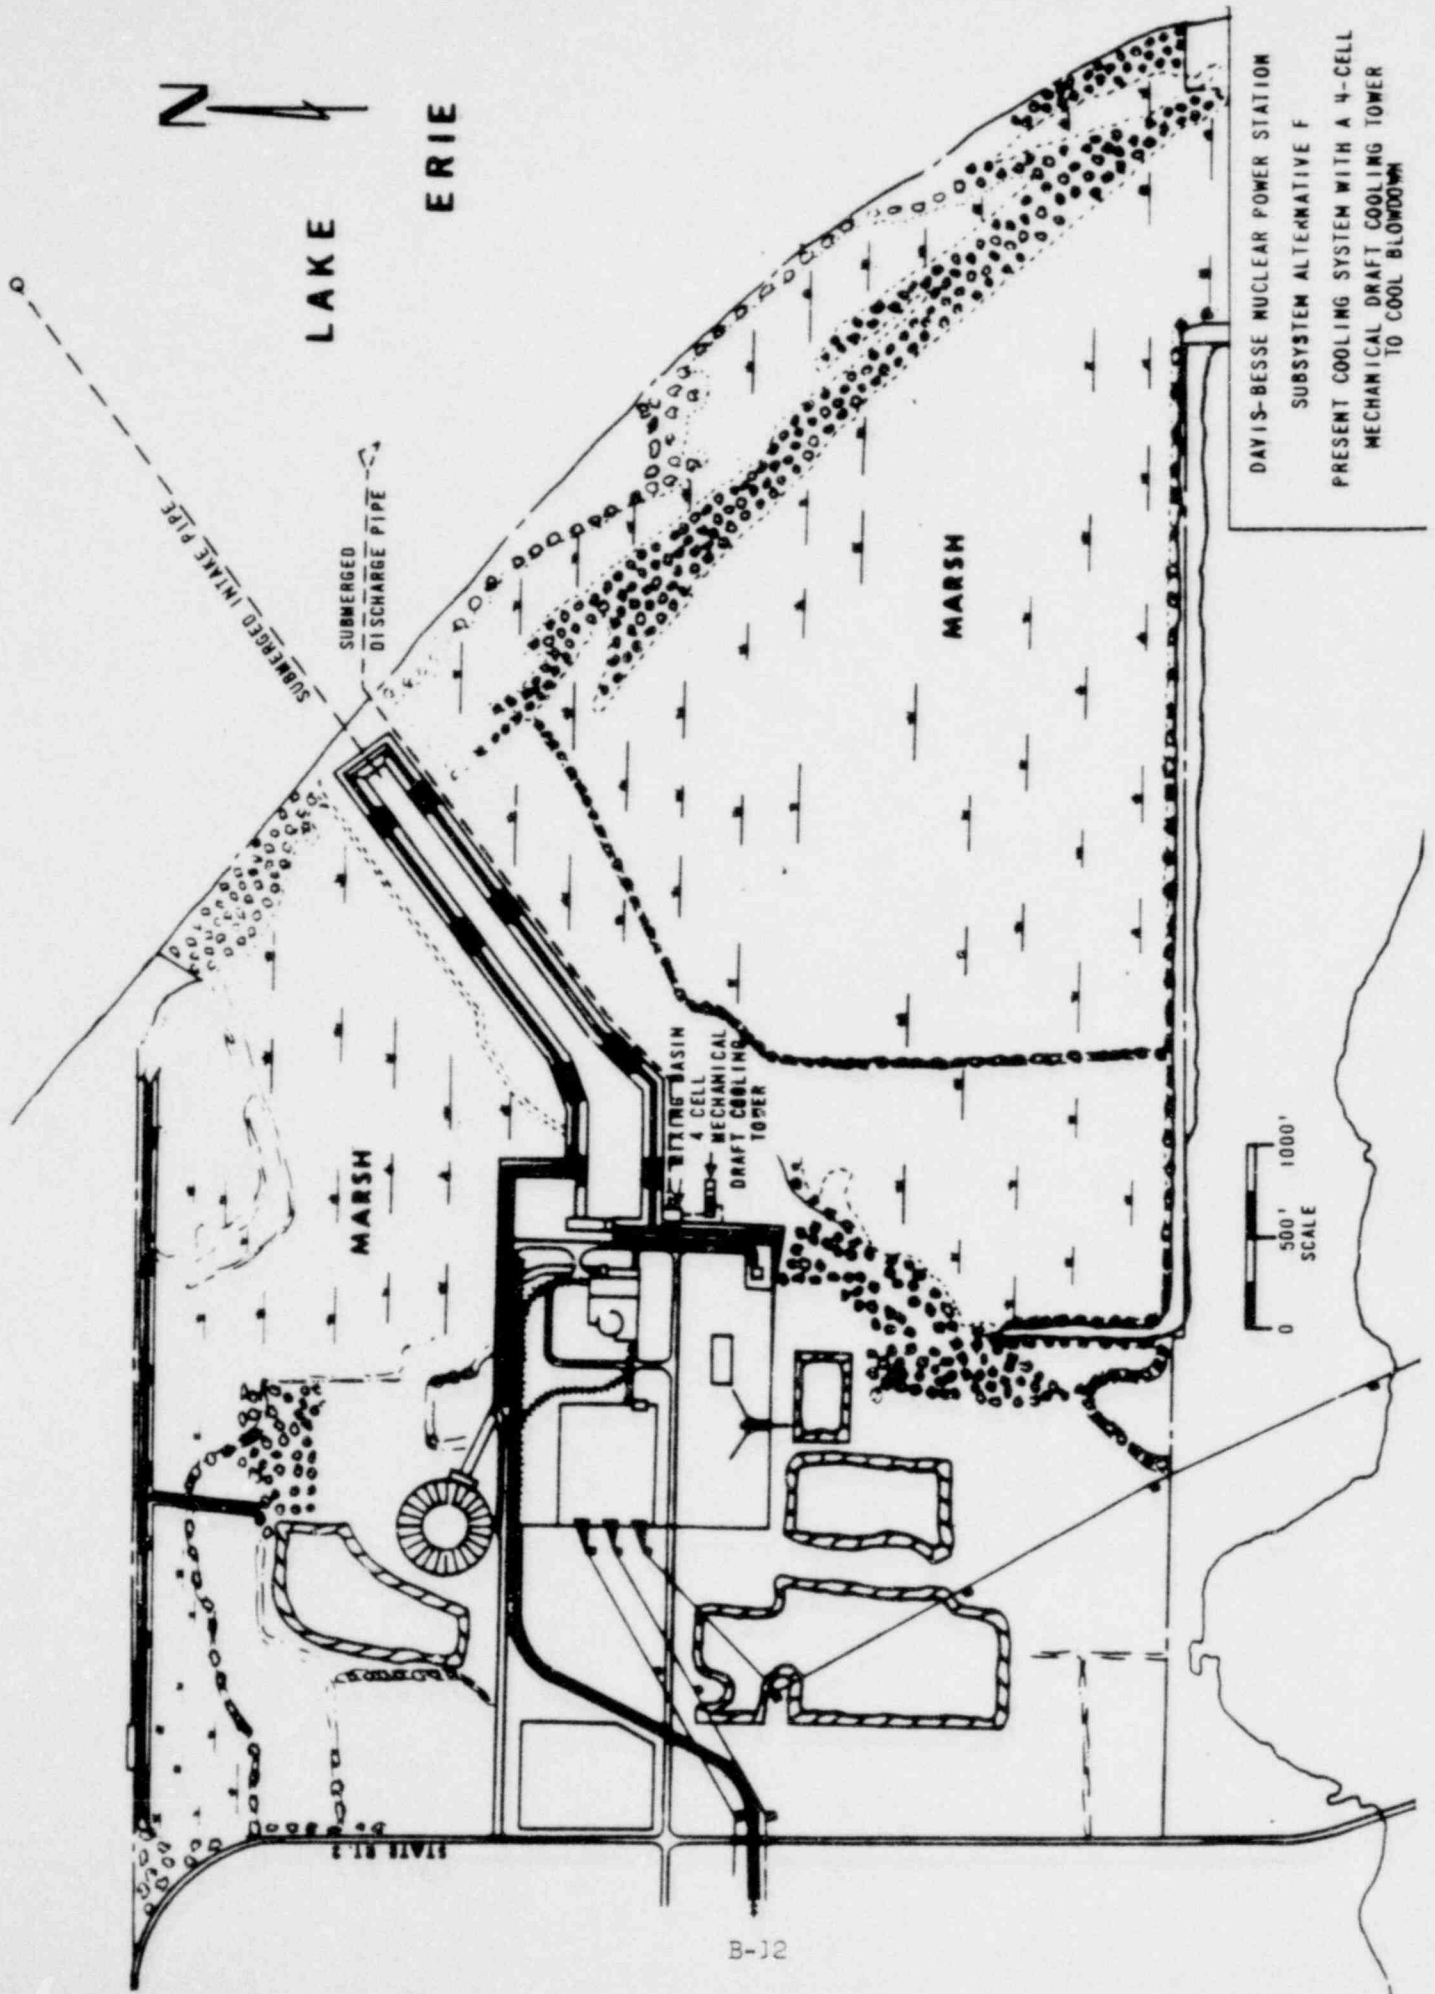 N
LAKE
ERIE
SUBMERGED INTAKE PIPE
SUBMERGED
DISCHARGE PIPE
MARSH
MARSH
MIXING BASIN
4 CELL
MECHANICAL
DRAFT COOLING
TOWER
STATE RT. 2
0 500' 1000'
SCALE
DAVIS-BESSE NUCLEAR POWER STATION
SUBSYSTEM ALTERNATIVE F
PRESENT COOLING SYSTEM WITH A 4-CELL
MECHANICAL DRAFT COOLING TOWER
TO COOL BLOWDOWN
B-12